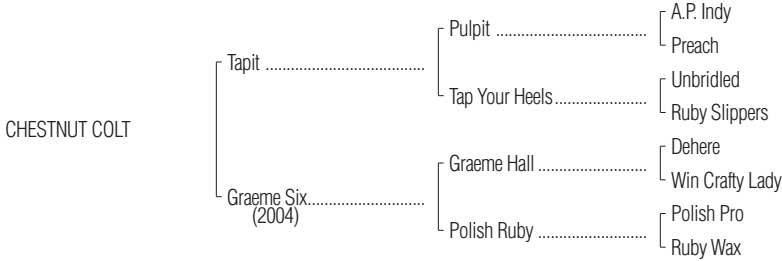 A.P. Indy
Pulpit ....................................
Preach
Tapit ......................................
Unbridled
Tap Your Heels......................
Ruby Slippers
CHESTNUT COLT
Dehere
Graeme Hall ..........................
Win Crafty Lady
Graeme Six............................
(2004)
Polish Pro
Polish Ruby ..........................
Ruby Wax